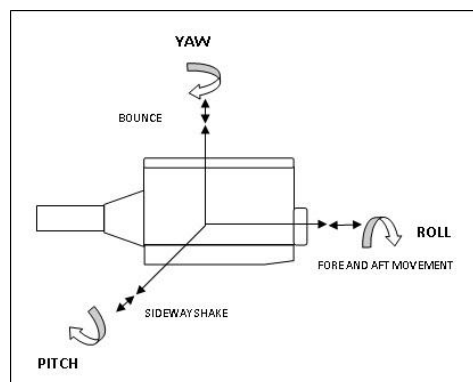 YAW
BOUNCE
ROLL
FORE AND AFT MOVEMENT
SIDEWAY SHAKE
PITCH